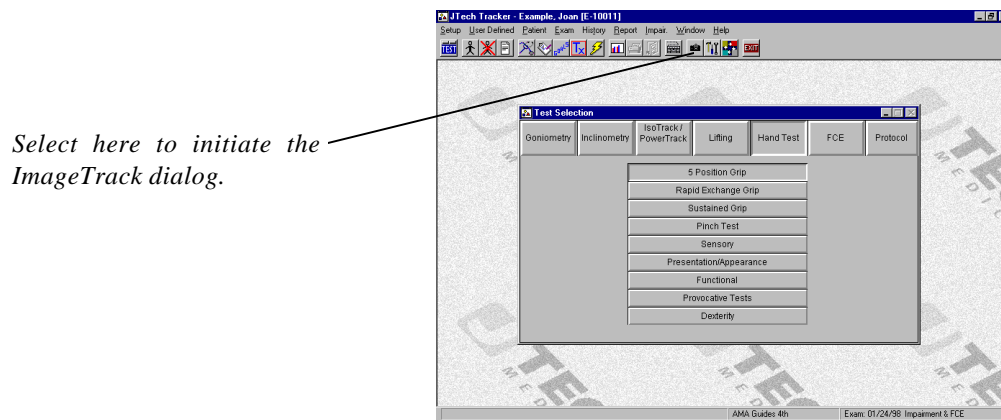 JTech Tracker - Example, Joan [E-10011]
Setup User Defined Patient Exam History Report Impair. Window Help
TEST EXIT
Select here to initiate the
ImageTrack dialog.
Test Selection
Goniometry Inclinometry IsoTrack / PowerTrack Lifting Hand Test FCE Protocol
5 Position Grip
Rapid Exchange Grip
Sustained Grip
Pinch Test
Sensory
Presentation/Appearance
Functional
Provocative Tests
Dexterity
AMA Guides 4th Exam: 01/24/98 Impairment & FCE